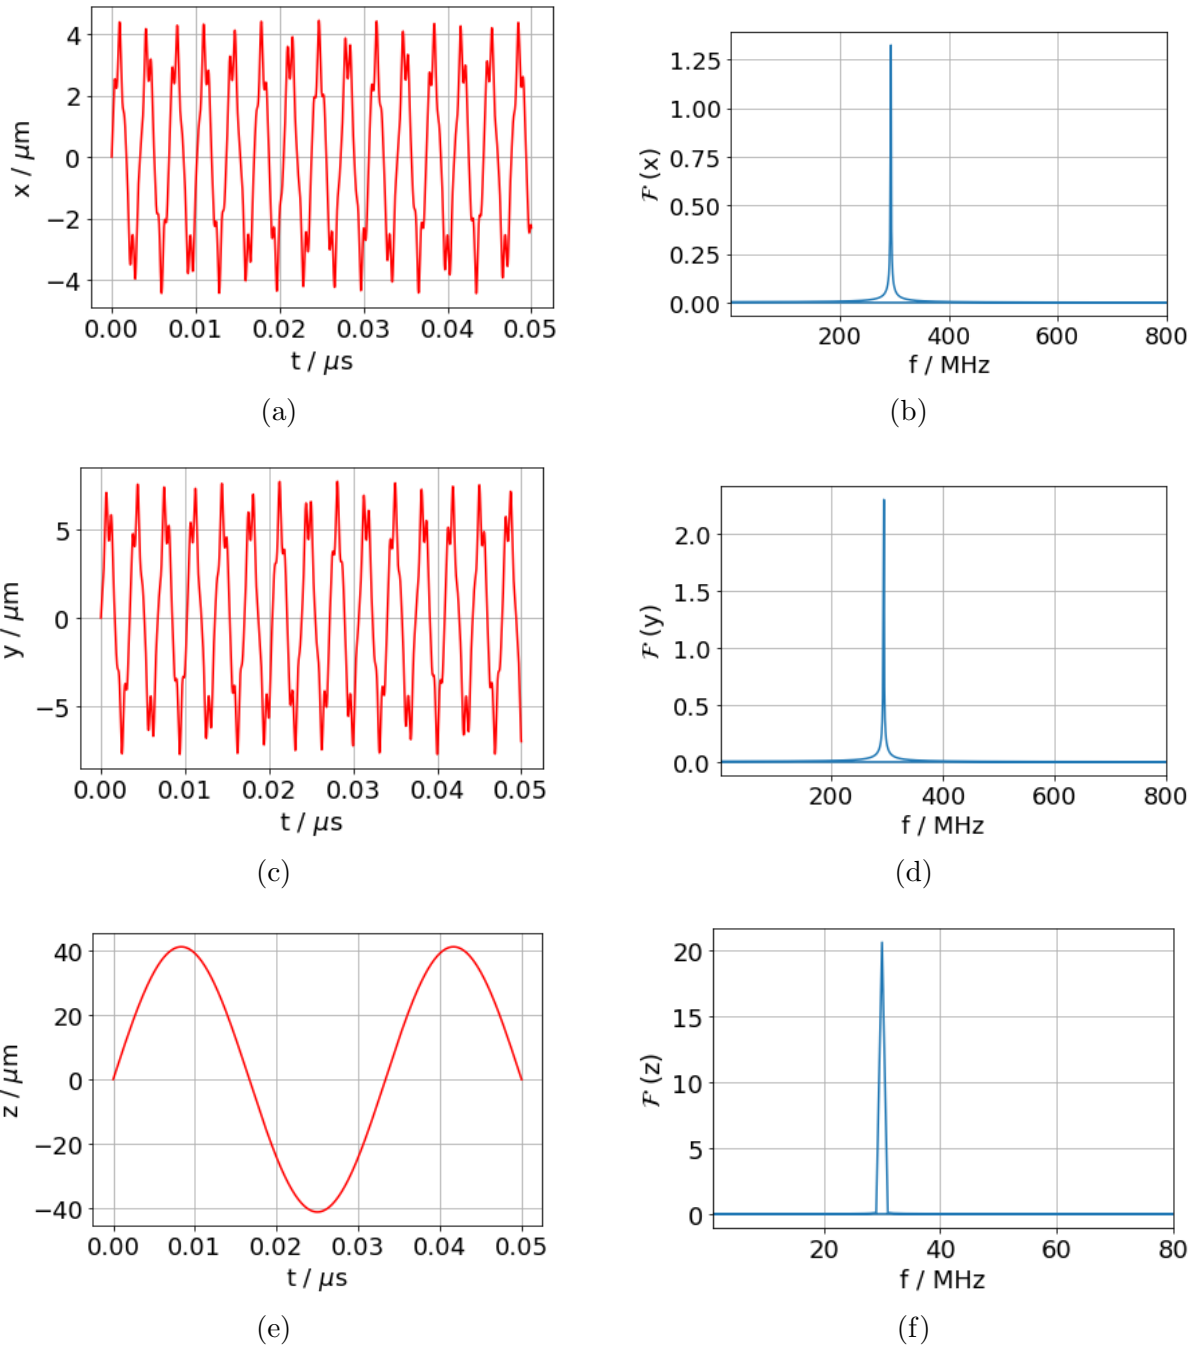 4
2
0
−2
−4
x / μm
0.00 0.01 0.02 0.03 0.04 0.05
t / μs
(a)
1.25
1.00
0.75
0.50
0.25
0.00
ℱ (x)
200 400 600 800
f / MHz
(b)
5
0
−5
y / μm
0.00 0.01 0.02 0.03 0.04 0.05
t / μs
(c)
2.0
1.5
1.0
0.5
0.0
ℱ (y)
200 400 600 800
f / MHz
(d)
40
20
0
−20
−40
z / μm
0.00 0.01 0.02 0.03 0.04 0.05
t / μs
(e)
20
15
10
5
0
ℱ (z)
20 40 60 80
f / MHz
(f)